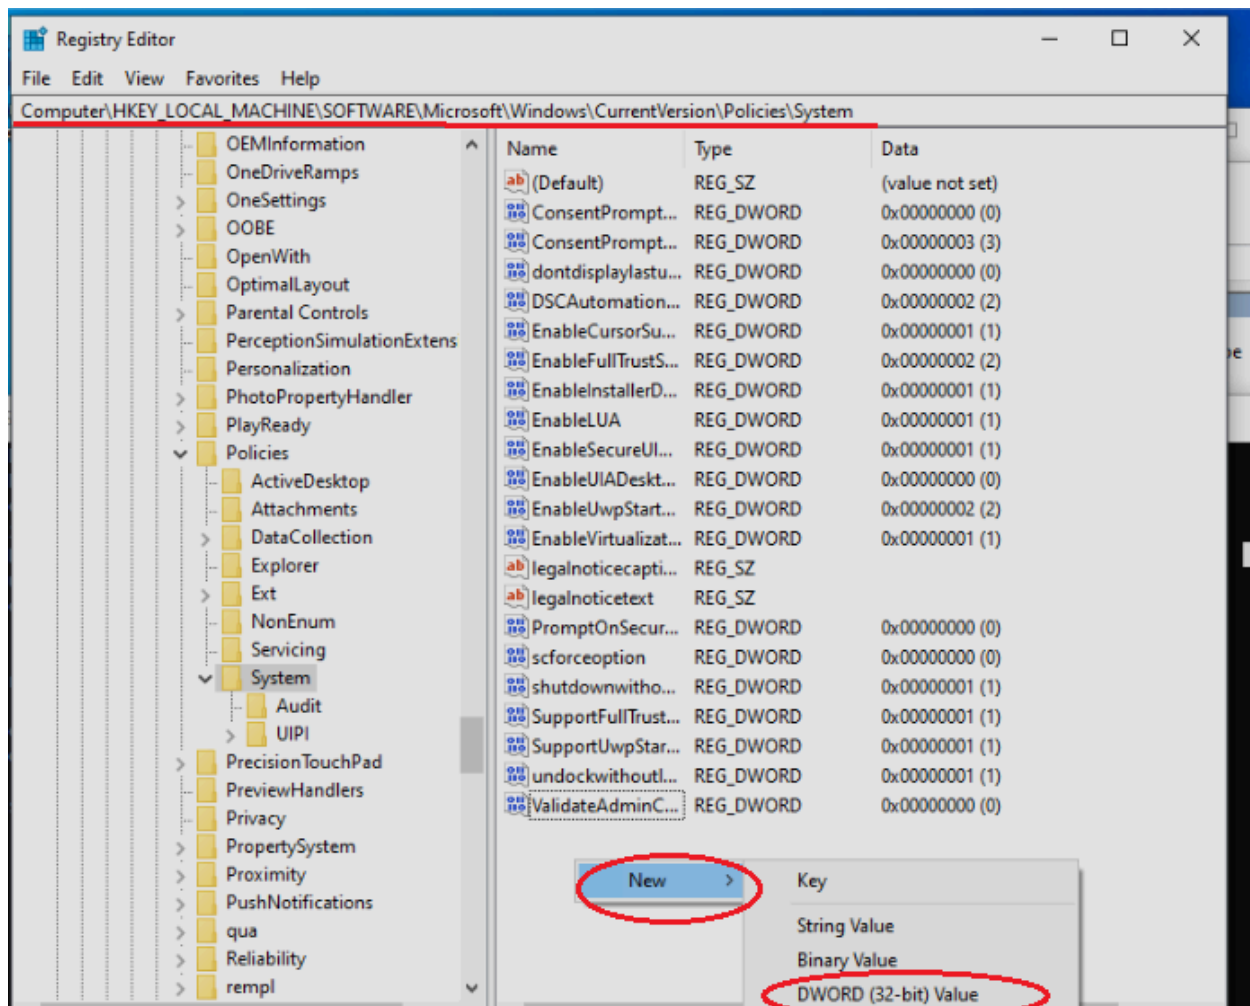 Registry Editor
File Edit View Favorites Help
Computer\HKEY_LOCAL_MACHINE\SOFTWARE\Microsoft\Windows\CurrentVersion\Policies\System
OEMInformation
OneDriveRamps
OneSettings
OOBE
OpenWith
OptimalLayout
Parental Controls
PerceptionSimulationExtens
Personalization
PhotoPropertyHandler
PlayReady
Policies
ActiveDesktop
Attachments
DataCollection
Explorer
Ext
NonEnum
Servicing
System
Audit
UIPI
PrecisionTouchPad
PreviewHandlers
Privacy
PropertySystem
Proximity
PushNotifications
qua
Reliability
rempl
Name Type Data
(Default) REG_SZ (value not set)
ConsentPrompt... REG_DWORD 0x00000000 (0)
ConsentPrompt... REG_DWORD 0x00000003 (3)
dontdisplaylastu... REG_DWORD 0x00000000 (0)
DSCAutomation... REG_DWORD 0x00000002 (2)
EnableCursorSu... REG_DWORD 0x00000001 (1)
EnableFullTrustS... REG_DWORD 0x00000002 (2)
EnableInstallerD... REG_DWORD 0x00000001 (1)
EnableLUA REG_DWORD 0x00000001 (1)
EnableSecureUI... REG_DWORD 0x00000001 (1)
EnableUIADeskt... REG_DWORD 0x00000000 (0)
EnableUwpStart... REG_DWORD 0x00000002 (2)
EnableVirtualizat... REG_DWORD 0x00000001 (1)
legalnoticecapti... REG_SZ
legalnoticetext REG_SZ
PromptOnSecur... REG_DWORD 0x00000000 (0)
scforceoption REG_DWORD 0x00000000 (0)
shutdownwitho... REG_DWORD 0x00000001 (1)
SupportFullTrust... REG_DWORD 0x00000001 (1)
SupportUwpStar... REG_DWORD 0x00000001 (1)
undockwithoutl... REG_DWORD 0x00000001 (1)
ValidateAdminC... REG_DWORD 0x00000000 (0)
New
Key
String Value
Binary Value
DWORD (32-bit) Value